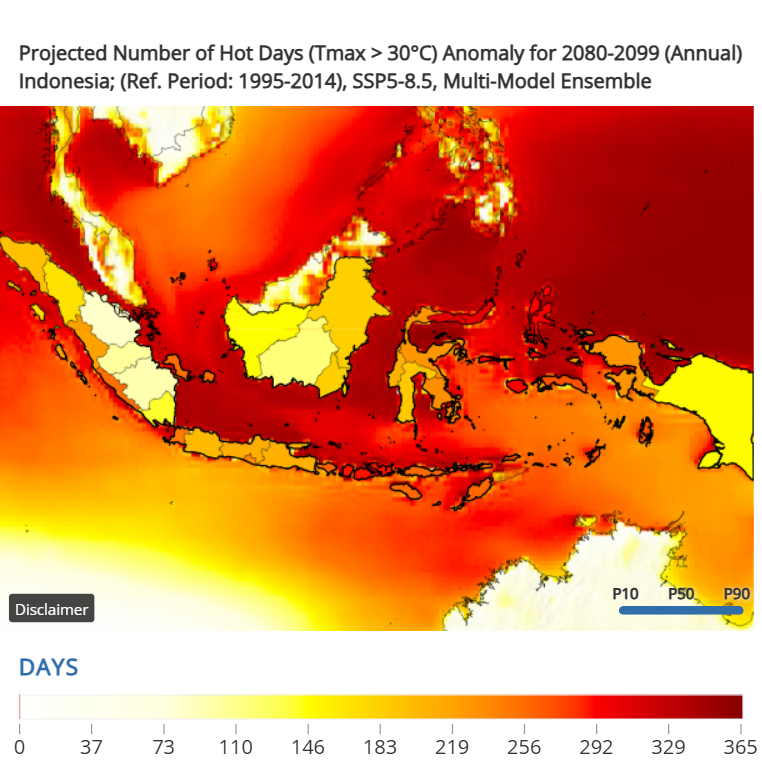 Projected Number of Hot Days (Tmax > 30°C) Anomaly for 2080-2099 (Annual)
Indonesia; (Ref. Period: 1995-2014), SSP5-8.5, Multi-Model Ensemble
P10 P50 P90
Disclaimer
DAYS
0 37 73 110 146 183 219 256 292 329 365